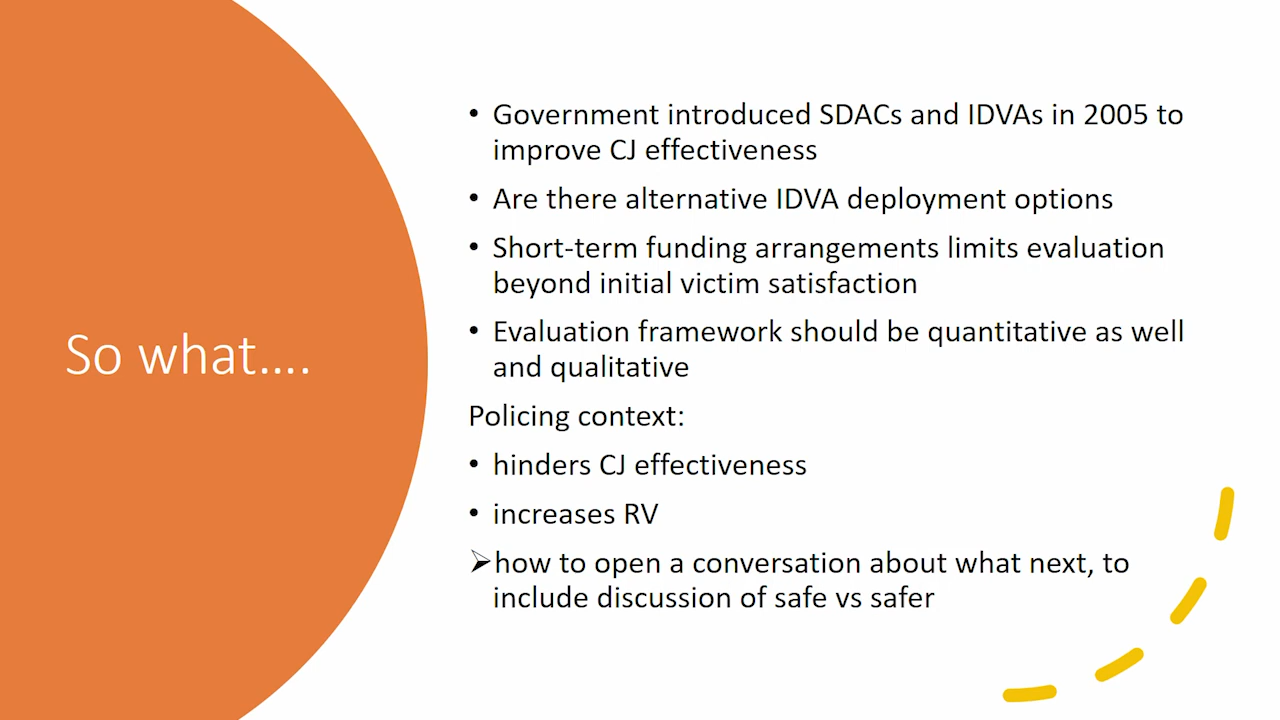 So what....
• Government introduced SDACs and IDVAs in 2005 to
improve CJ effectiveness
• Are there alternative IDVA deployment options
• Short-term funding arrangements limits evaluation
beyond initial victim satisfaction
• Evaluation framework should be quantitative as well
and qualitative
Policing context:
• hinders CJ effectiveness
• increases RV
➢how to open a conversation about what next, to
include discussion of safe vs safer